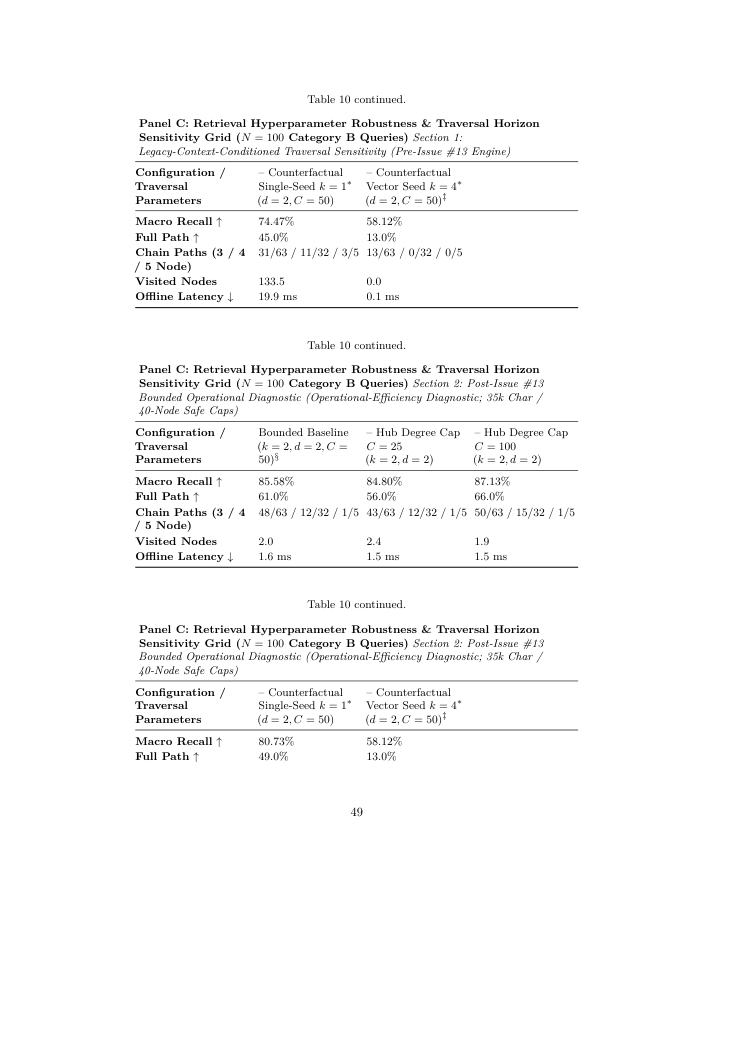 Table 10 continued.
Panel C: Retrieval Hyperparameter Robustness & Traversal Horizon
Sensitivity Grid (N = 100 Category B Queries) Section 1:
Legacy-Context-Conditioned Traversal Sensitivity (Pre-Issue #13 Engine)
Configuration / – Counterfactual – Counterfactual
Traversal Single-Seed k = 1* Vector Seed k = 4*
Parameters (d = 2, C = 50) (d = 2, C = 50)‡
Macro Recall ↑ 74.47% 58.12%
Full Path ↑ 45.0% 13.0%
Chain Paths (3 / 4 31/63 / 11/32 / 3/5 13/63 / 0/32 / 0/5
/ 5 Node)
Visited Nodes 133.5 0.0
Offline Latency ↓ 19.9 ms 0.1 ms
Table 10 continued.
Panel C: Retrieval Hyperparameter Robustness & Traversal Horizon
Sensitivity Grid (N = 100 Category B Queries) Section 2: Post-Issue #13
Bounded Operational Diagnostic (Operational-Efficiency Diagnostic; 35k Char /
40-Node Safe Caps)
Configuration / Bounded Baseline – Hub Degree Cap – Hub Degree Cap
Traversal (k = 2, d = 2, C = C = 25 C = 100
Parameters 50)§ (k = 2, d = 2) (k = 2, d = 2)
Macro Recall ↑ 85.58% 84.80% 87.13%
Full Path ↑ 61.0% 56.0% 66.0%
Chain Paths (3 / 4 48/63 / 12/32 / 1/5 43/63 / 12/32 / 1/5 50/63 / 15/32 / 1/5
/ 5 Node)
Visited Nodes 2.0 2.4 1.9
Offline Latency ↓ 1.6 ms 1.5 ms 1.5 ms
Table 10 continued.
Panel C: Retrieval Hyperparameter Robustness & Traversal Horizon
Sensitivity Grid (N = 100 Category B Queries) Section 2: Post-Issue #13
Bounded Operational Diagnostic (Operational-Efficiency Diagnostic; 35k Char /
40-Node Safe Caps)
Configuration / – Counterfactual – Counterfactual
Traversal Single-Seed k = 1* Vector Seed k = 4*
Parameters (d = 2, C = 50) (d = 2, C = 50)‡
Macro Recall ↑ 80.73% 58.12%
Full Path ↑ 49.0% 13.0%
49